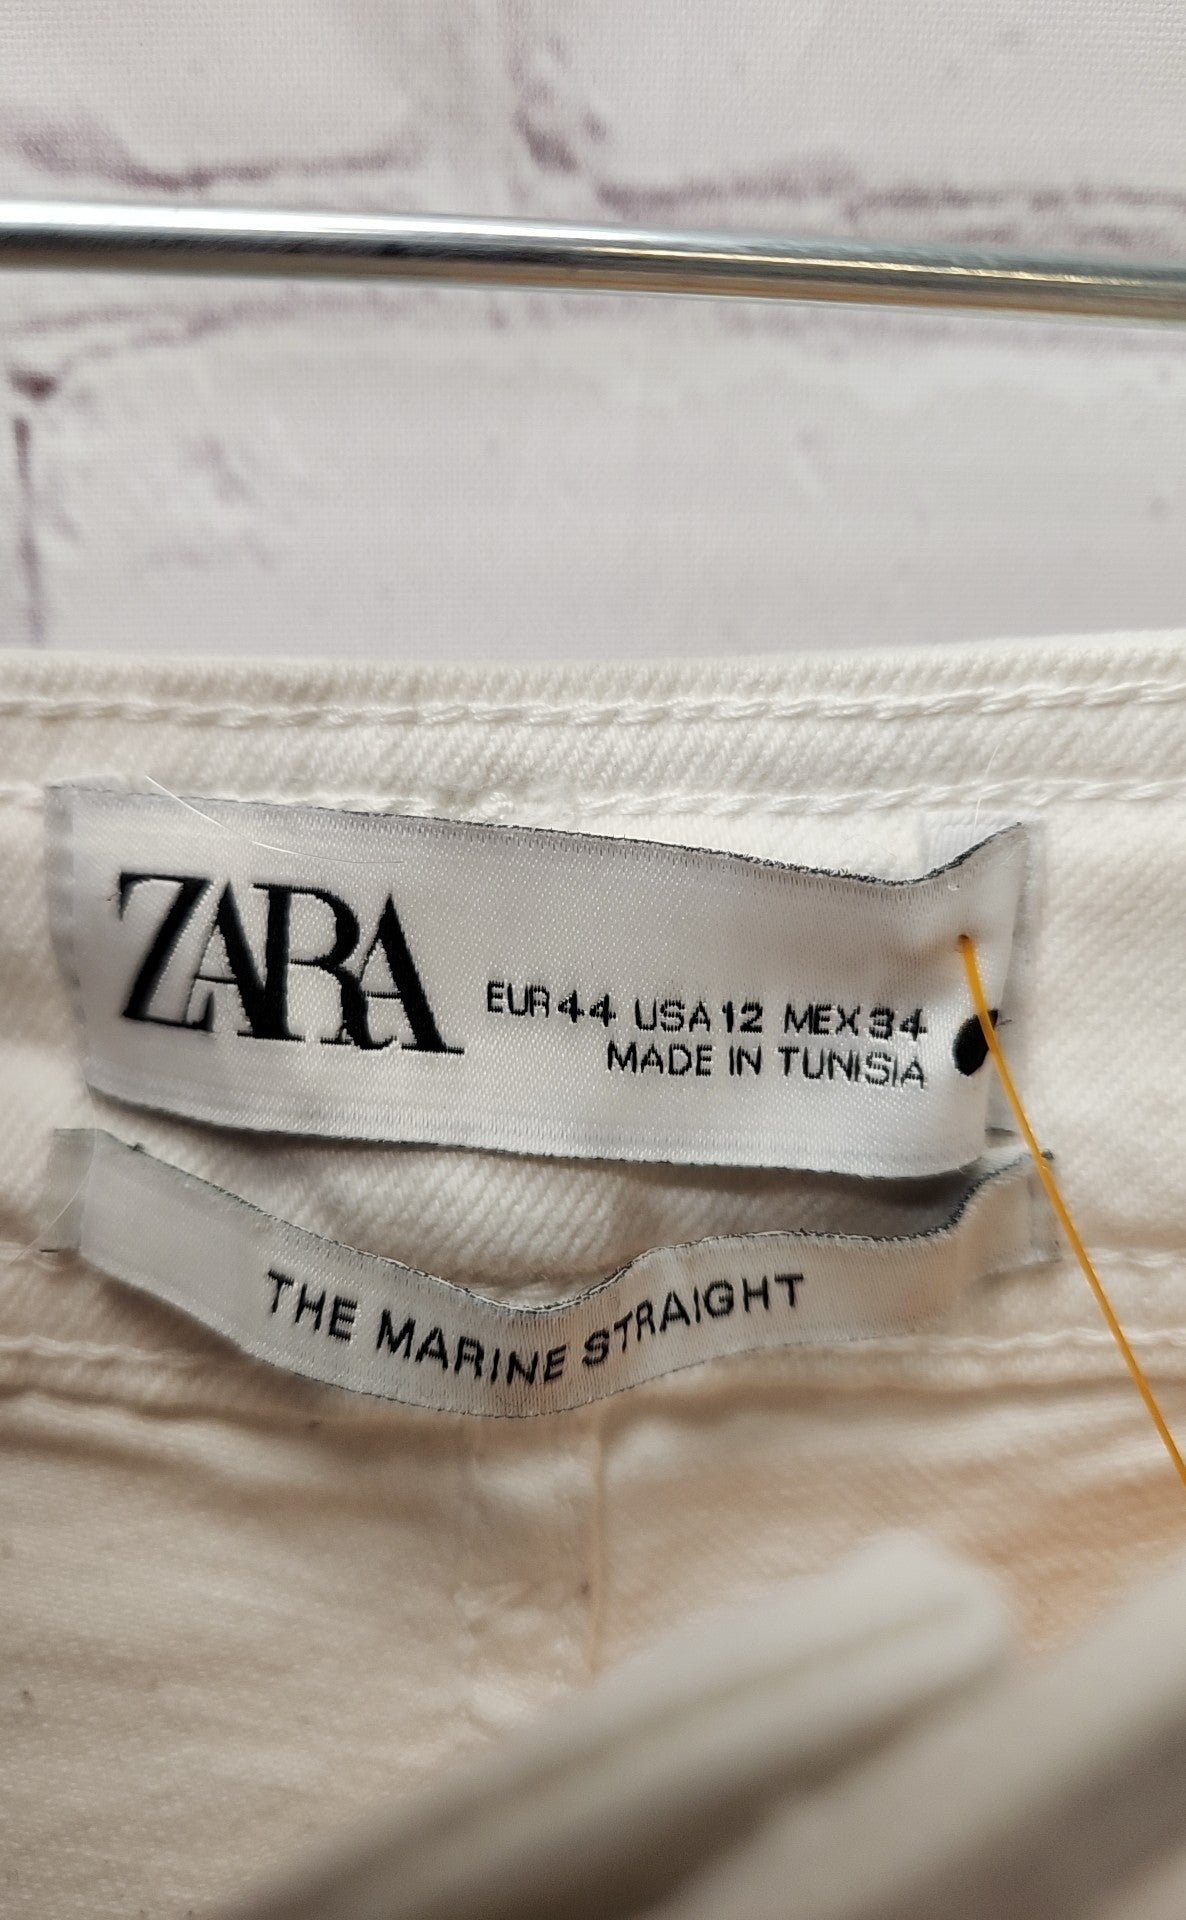 ZARA
EUR 44 USA 12 MEX 34
MADE IN TUNISIA
THE MARINE STRAIGHT